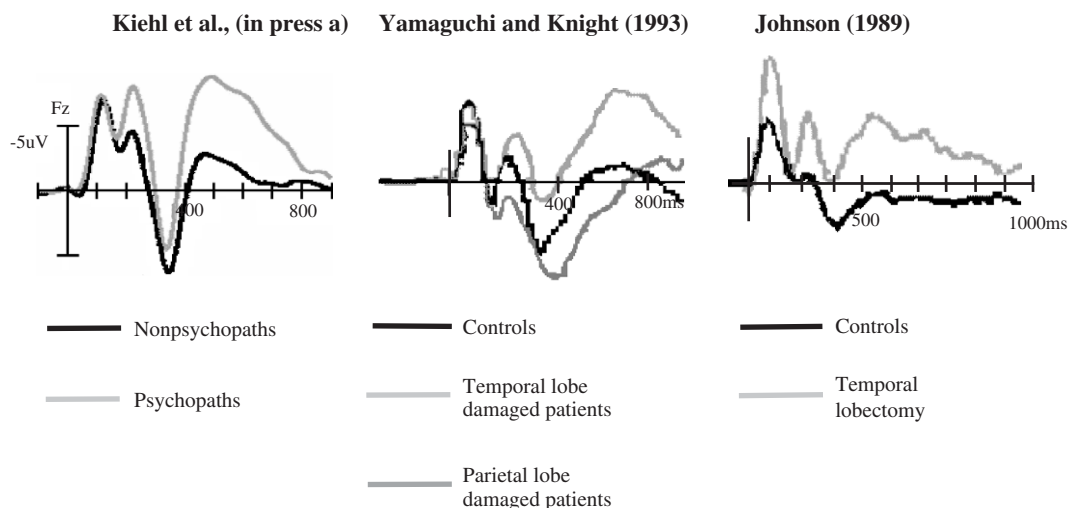 Kiehl et al., (in press a) Yamaguchi and Knight (1993) Johnson (1989)
Fz
-5uV
400 800
400 800ms
500 1000ms
Nonpsychopaths
Psychopaths
Controls
Temporal lobe
damaged patients
Parietal lobe
damaged patients
Controls
Temporal
lobectomy